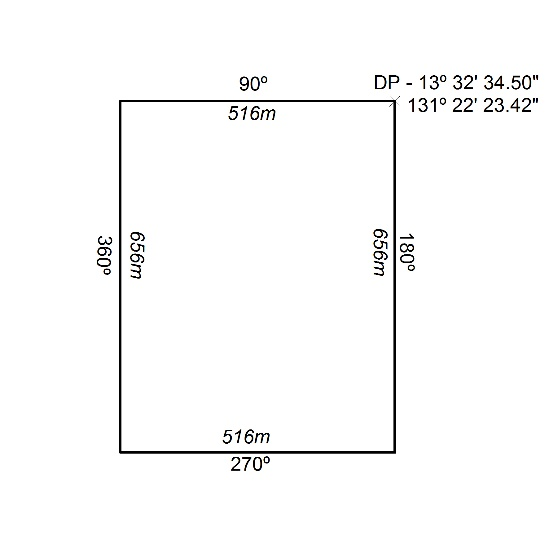 90º
DP - 13º 32' 34.50"
131º 22' 23.42"
516m
360º
656m
656m
180º
516m
270º